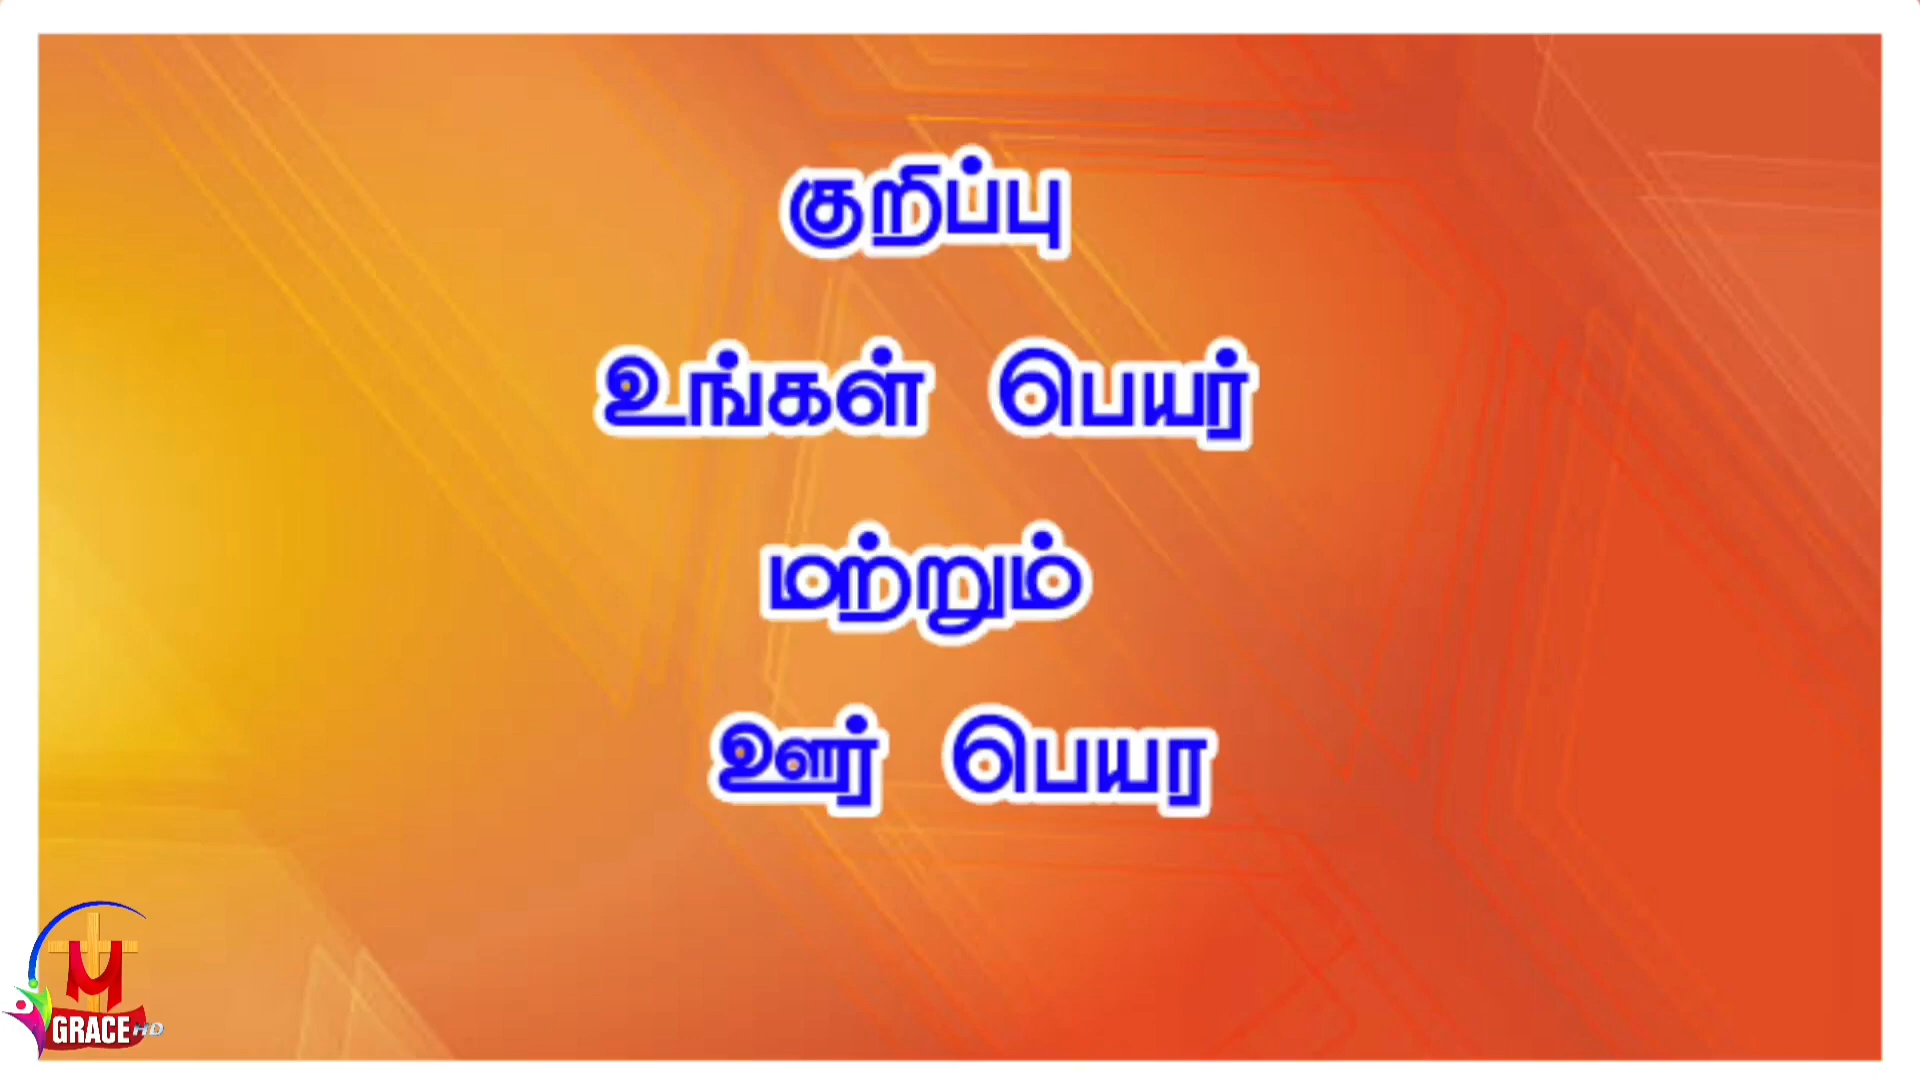 குறிப்பு
உங்கள் பெயர்
மற்றும்
ஊர் பெயர
M
GRACE HD